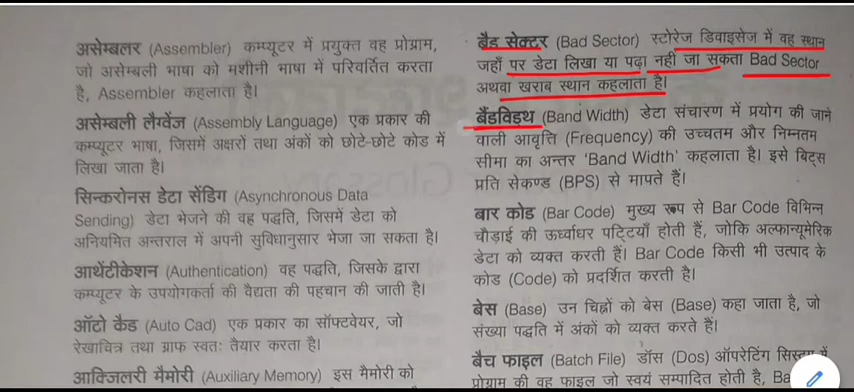 असेम्बलर (Assembler) कम्प्यूटर में प्रयुक्त वह प्रोग्राम,
जो असेम्बली भाषा को मशीनी भाषा में परिवर्तित करता
है, Assembler कहलाता है।
असेम्बली लैंग्वेंज (Assembly Language) एक प्रकार की
कम्प्यूटर भाषा, जिसमें अक्षरों तथा अंकों को छोटे-छोटे कोड में
लिखा जाता है।
सिन्करोनस डेटा सेंडिग (Asynchronous Data
Sending) डेटा भेजने की वह पद्धति, जिसमें डेटा को
अनियमित अन्तराल में अपनी सुविधानुसार भेजा जा सकता है।
आथेंटीकेशन (Authentication) वह पद्धति, जिसके द्वारा
कम्प्यूटर के उपयोगकर्ता की वैद्यता की पहचान की जाती है।
ऑटो कैड (Auto Cad) एक प्रकार का सॉफ्टवेयर, जो
रेखाचित्र तथा ग्राफ स्वतः तैयार करता है।
आक्जिलरी मैमोरी (Auxiliary Memory) इस मैमोरी को
बैड सेक्टर (Bad Sector) स्टोरेज डिवाइसेज में वह स्थान
जहाँ पर डेटा लिखा या पढ़ा नहीं जा सकता Bad Sector
अथवा खराब स्थान कहलाता है।
बैंडविड्थ (Band Width) डेटा संचारण में प्रयोग की जाने
वाली आवृत्ति (Frequency) की उच्चतम और निम्नतम
सीमा का अन्तर ‘Band Width’ कहलाता है। इसे बिट्स
प्रति सेकण्ड (BPS) से मापते हैं।
बार कोड (Bar Code) मुख्य रूप से Bar Code विभिन्न
चौड़ाई की ऊर्ध्वाधर पट्टियाँ होती हैं, जोकि अल्फान्यूमेरिक
डेटा को व्यक्त करती हैं। Bar Code किसी भी उत्पाद के
कोड (Code) को प्रदर्शित करती है।
बेस (Base) उन चिह्नों को बेस (Base) कहा जाता है, जो
संख्या पद्धति में अंकों को व्यक्त करते हैं।
बैच फाइल (Batch File) डॉस (Dos) ऑपरेटिंग सिस्टम में
प्रोग्राम की वह फाइल जो स्वयं सम्पादित होती है, Ba